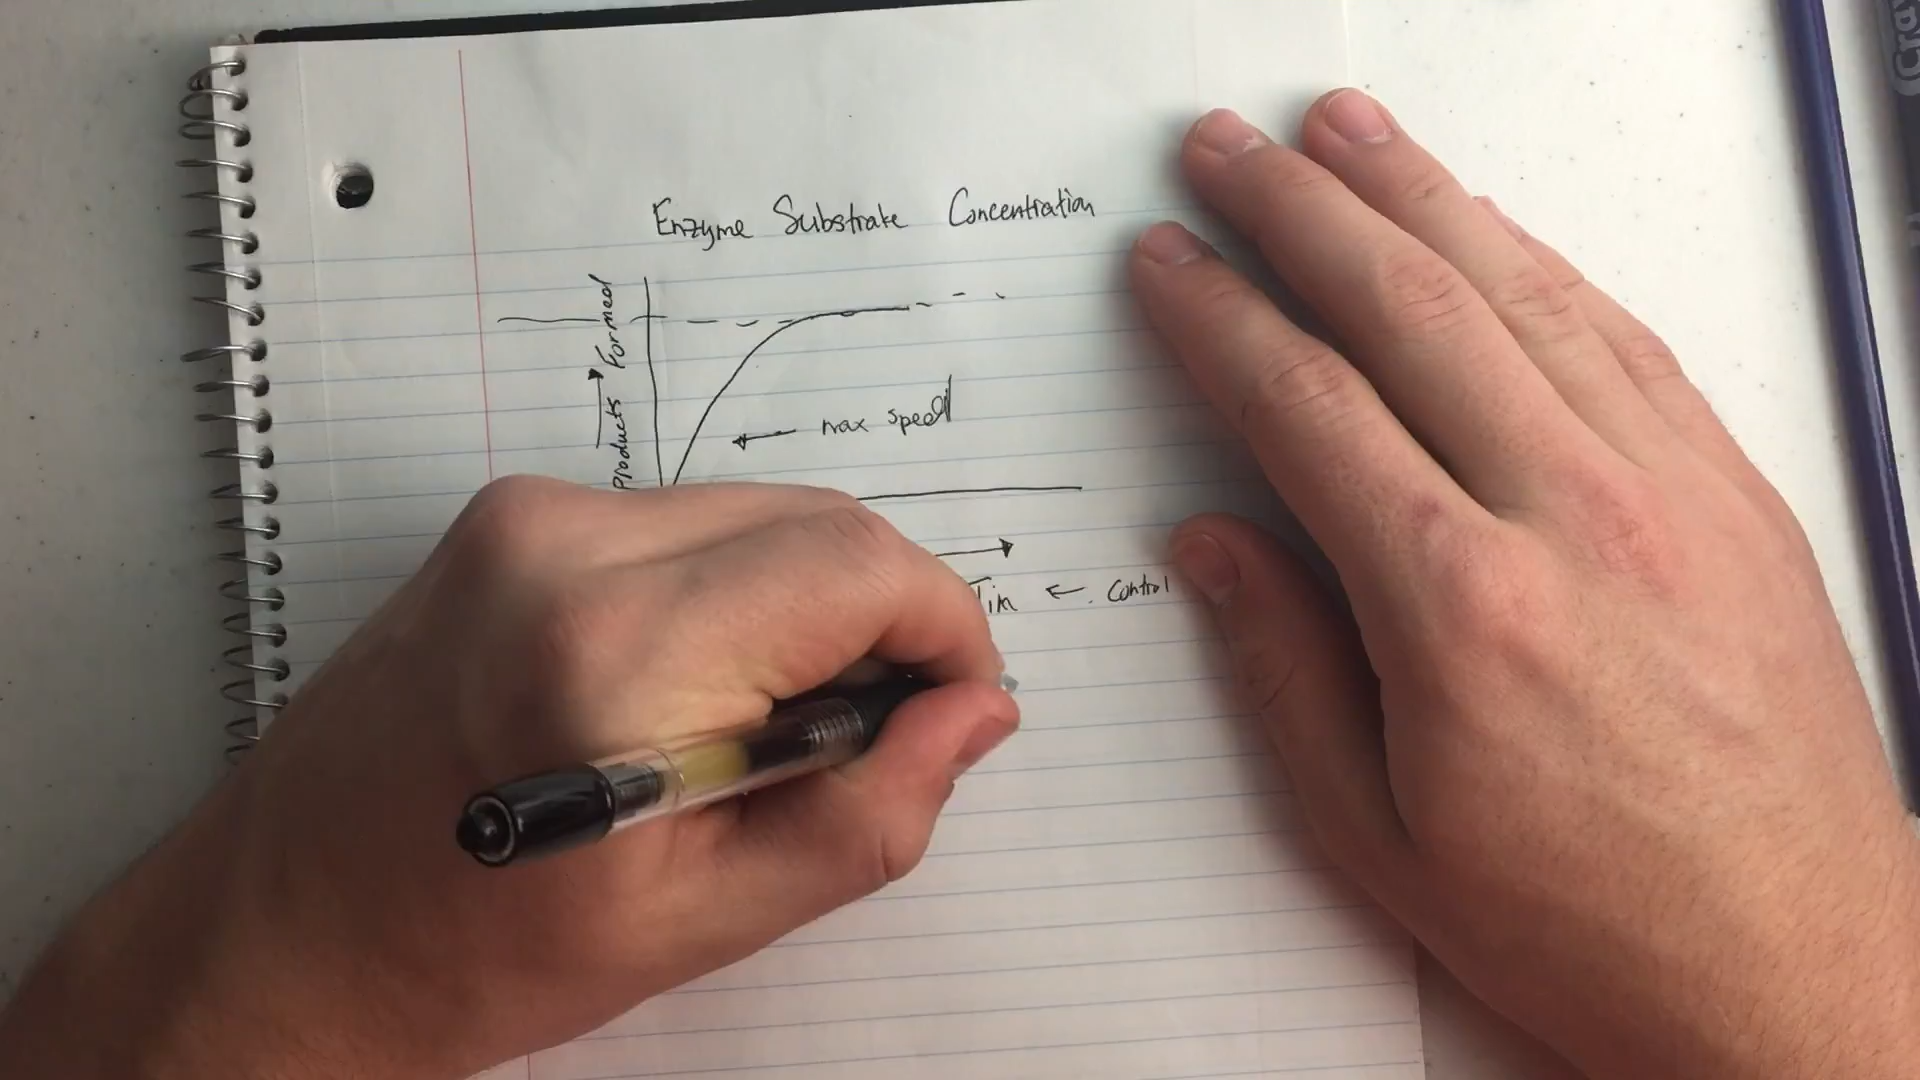 Enzyme Substrate Concentration
Products Formed
max speed
Tim ← Control